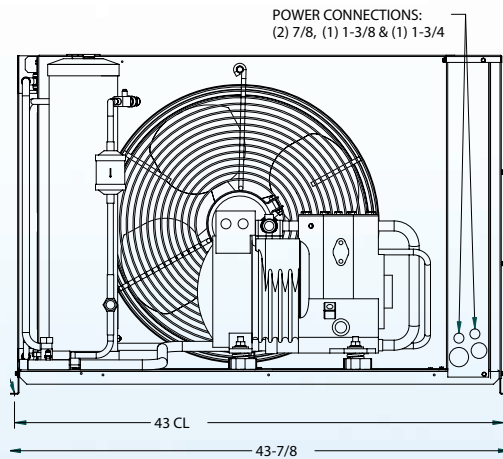 POWER CONNECTIONS:
(2) 7/8, (1) 1-3/8 & (1) 1-3/4
43 CL
43-7/8